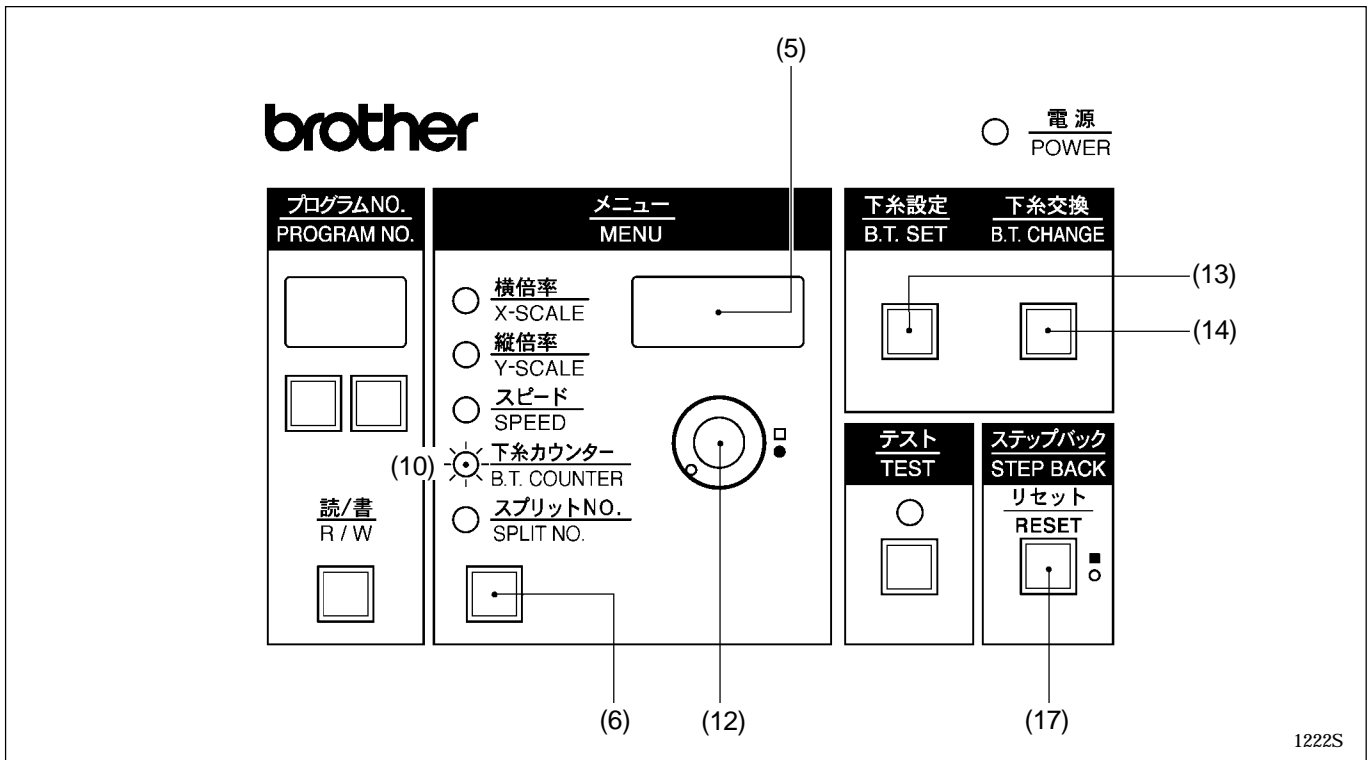 (5)
brother
電源
POWER
プログラムNO.
PROGRAM NO.
メニュー
MENU
下糸設定
B.T. SET
下糸交換
B.T. CHANGE
横倍率
X-SCALE
縦倍率
Y-SCALE
スピード
SPEED
(10)
下糸カウンター
B.T. COUNTER
スプリットNO.
SPLIT NO.
読/書
R / W
(13)
(14)
テスト
TEST
ステップバック
STEP BACK
リセット
RESET
(6)
(12)
(17)
1222S